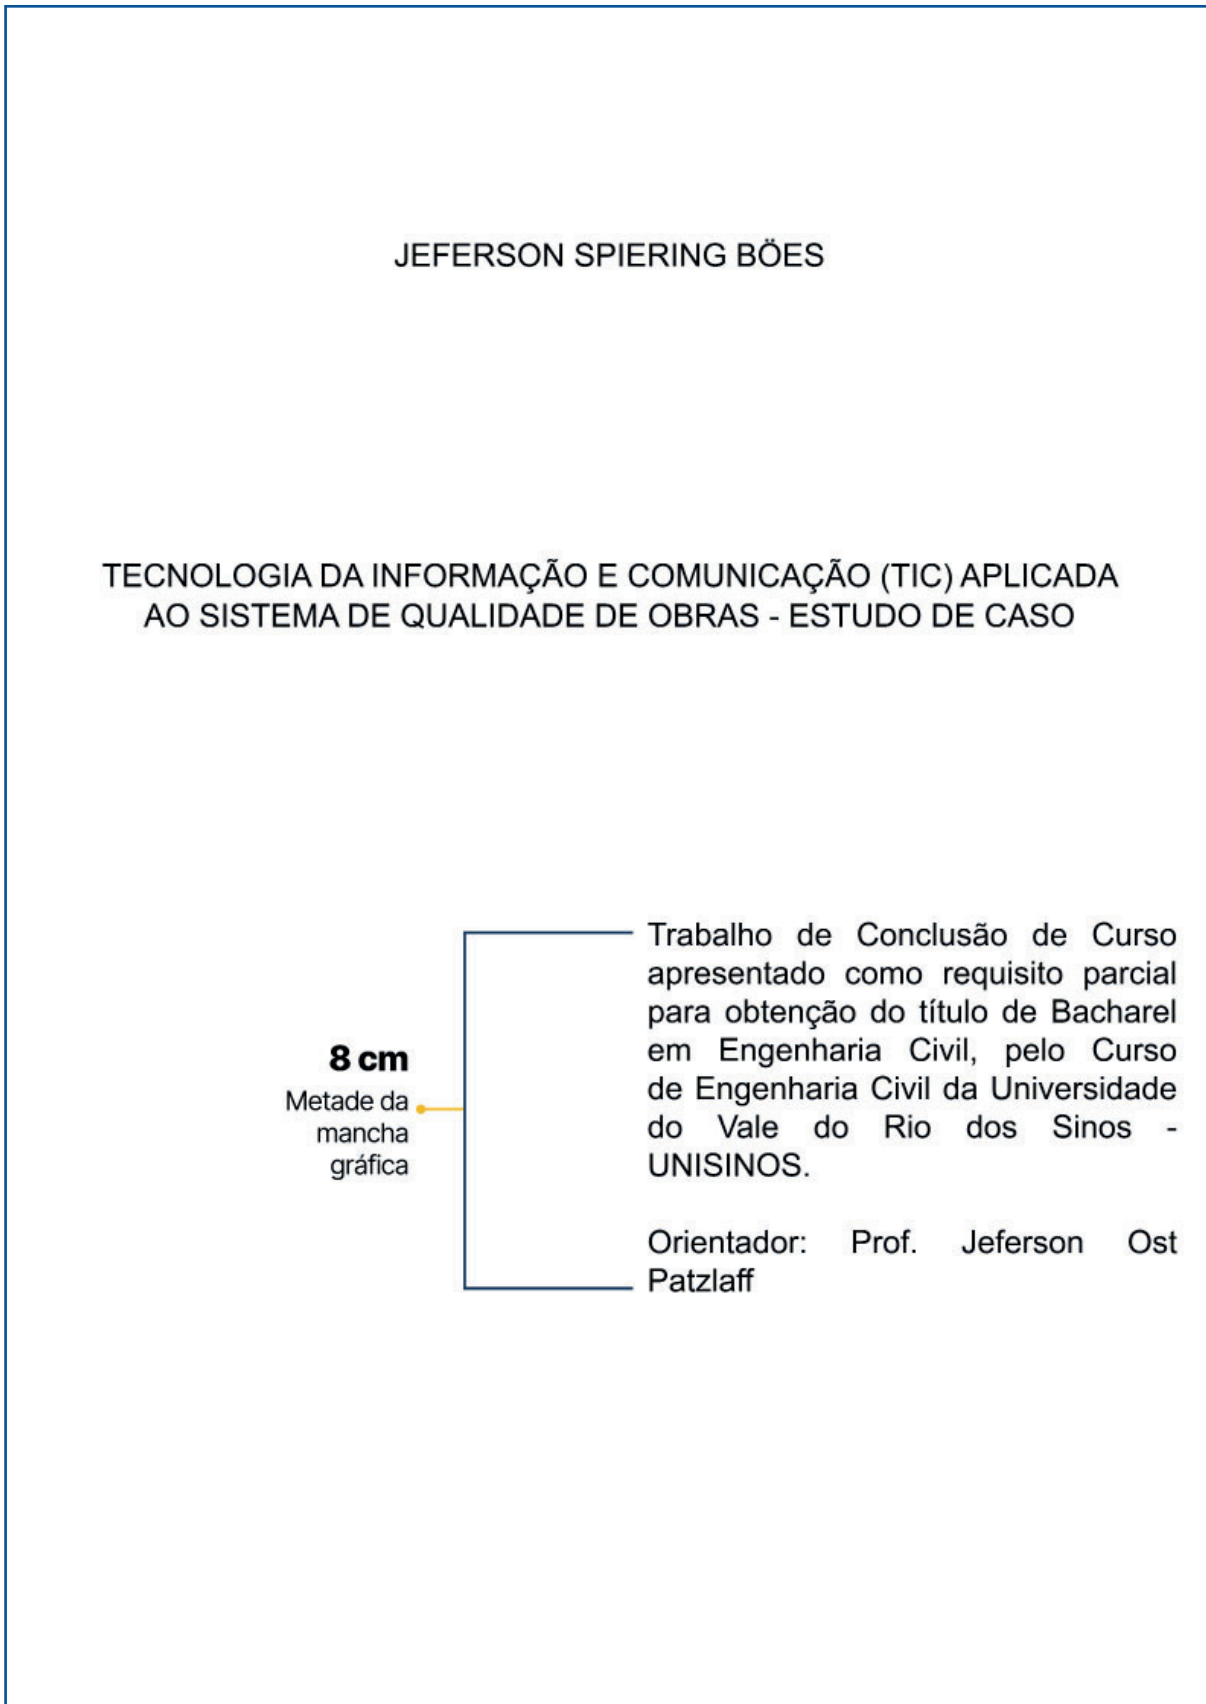 JEFERSON SPIERING BÖES
TECNOLOGIA DA INFORMAÇÃO E COMUNICAÇÃO (TIC) APLICADA
AO SISTEMA DE QUALIDADE DE OBRAS - ESTUDO DE CASO
8 cm
Metade da
mancha
gráfica
Trabalho de Conclusão de Curso
apresentado como requisito parcial
para obtenção do título de Bacharel
em Engenharia Civil, pelo Curso
de Engenharia Civil da Universidade
do Vale do Rio dos Sinos -
UNISINOS.
Orientador: Prof. Jeferson Ost
Patzlaff